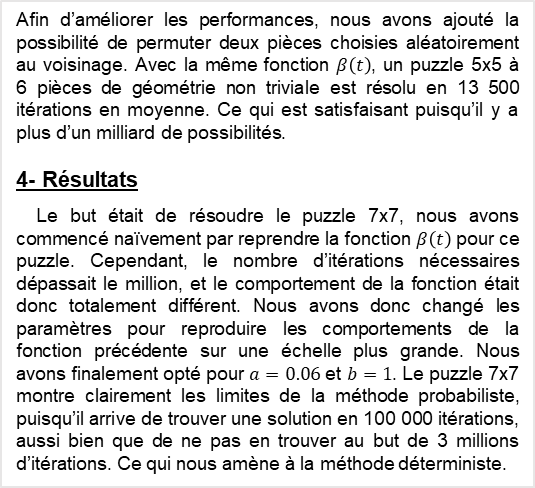 Afin d’améliorer les performances, nous avons ajouté la
possibilité de permuter deux pièces choisies aléatoirement
au voisinage. Avec la même fonction 𝛽(𝑡), un puzzle 5x5 à
6 pièces de géométrie non triviale est résolu en 13 500
itérations en moyenne. Ce qui est satisfaisant puisqu’il y a
plus d’un milliard de possibilités.
4- Résultats
Le but était de résoudre le puzzle 7x7, nous avons
commencé naïvement par reprendre la fonction 𝛽(𝑡) pour ce
puzzle. Cependant, le nombre d’itérations nécessaires
dépassait le million, et le comportement de la fonction était
donc totalement différent. Nous avons donc changé les
paramètres pour reproduire les comportements de la
fonction précédente sur une échelle plus grande. Nous
avons finalement opté pour 𝑎 = 0.06 et 𝑏 = 1. Le puzzle 7x7
montre clairement les limites de la méthode probabiliste,
puisqu’il arrive de trouver une solution en 100 000 itérations,
aussi bien que de ne pas en trouver au but de 3 millions
d’itérations. Ce qui nous amène à la méthode déterministe.